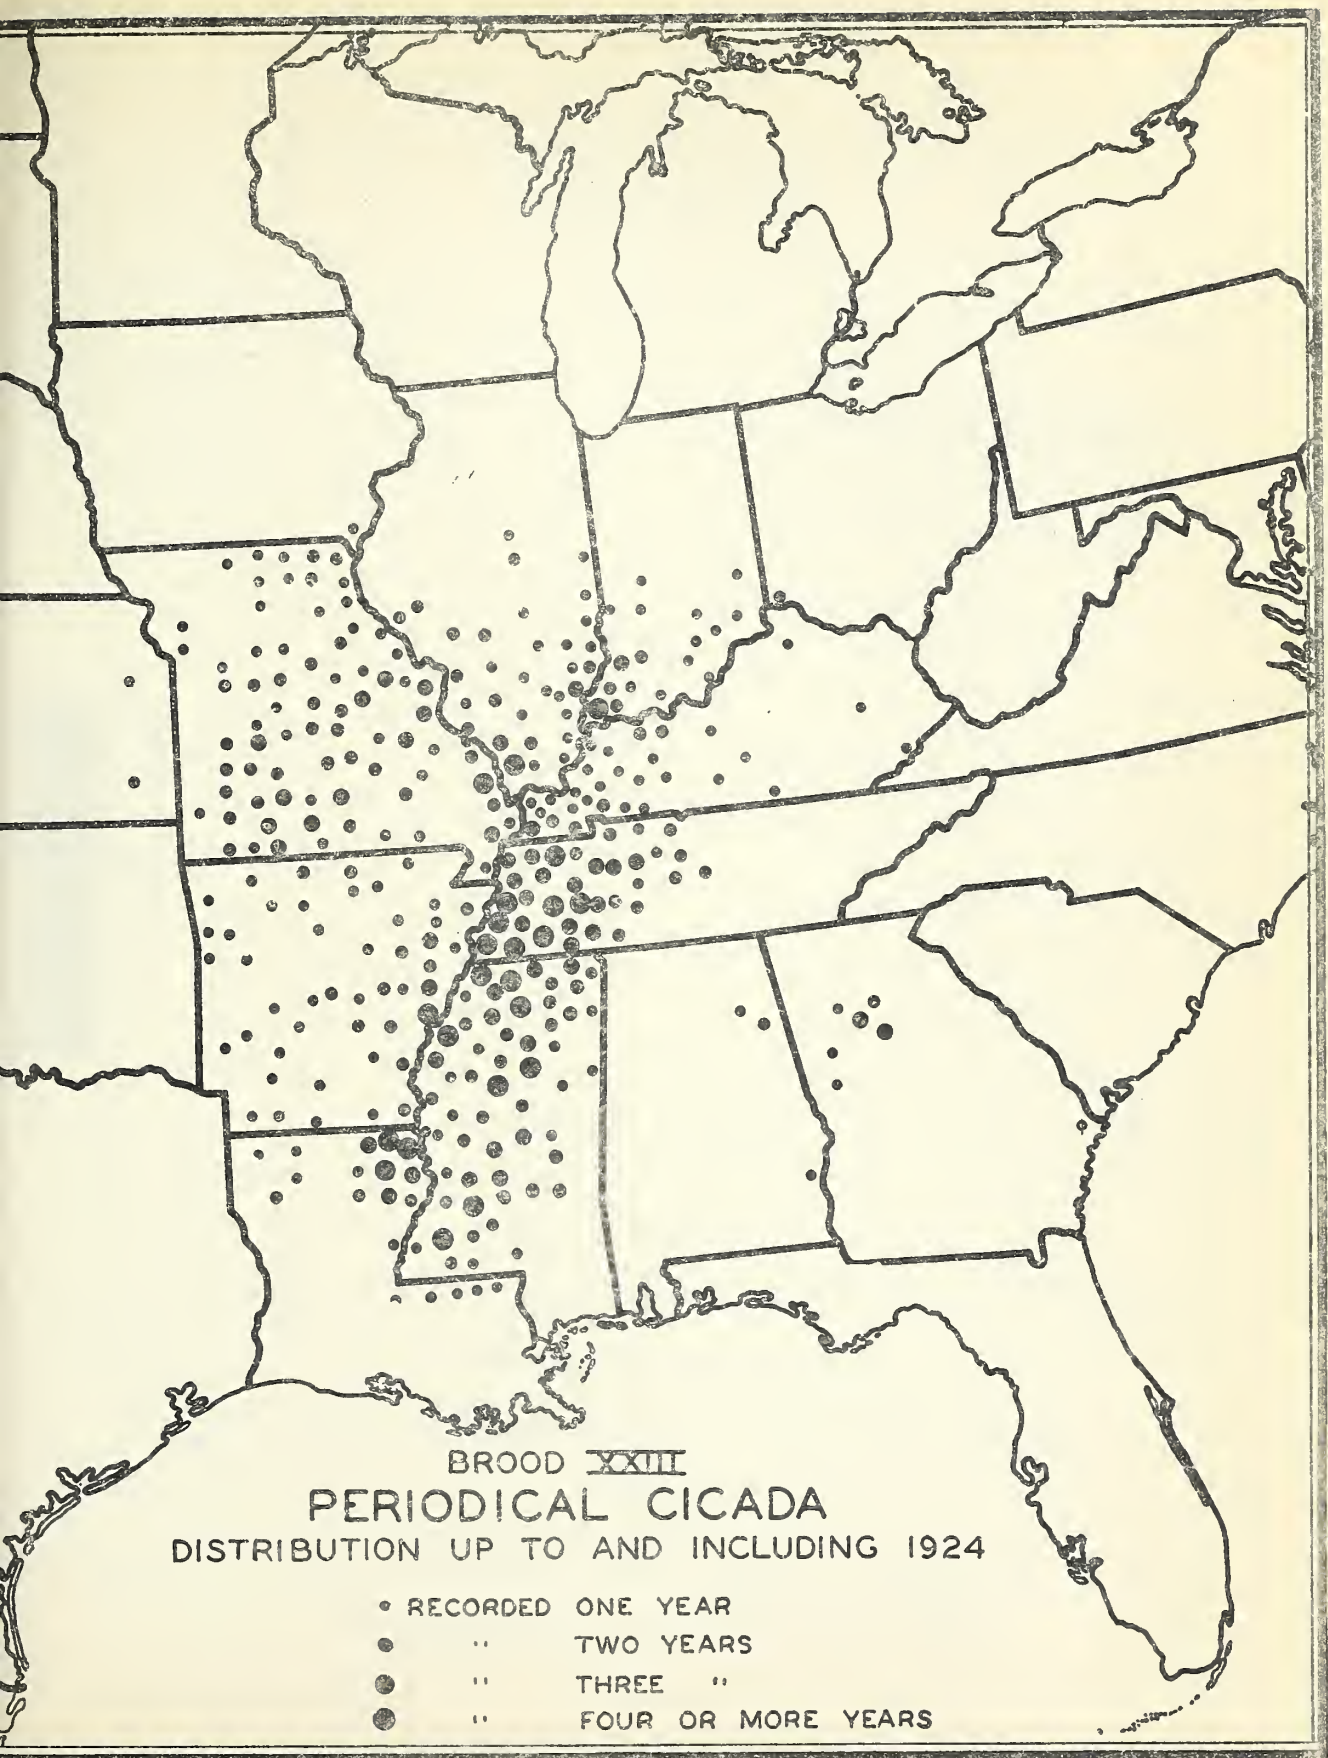 BROOD XXIII
PERIODICAL CICADA
DISTRIBUTION UP TO AND INCLUDING 1924
RECORDED ONE YEAR
" TWO YEARS
" THREE "
" FOUR OR MORE YEARS